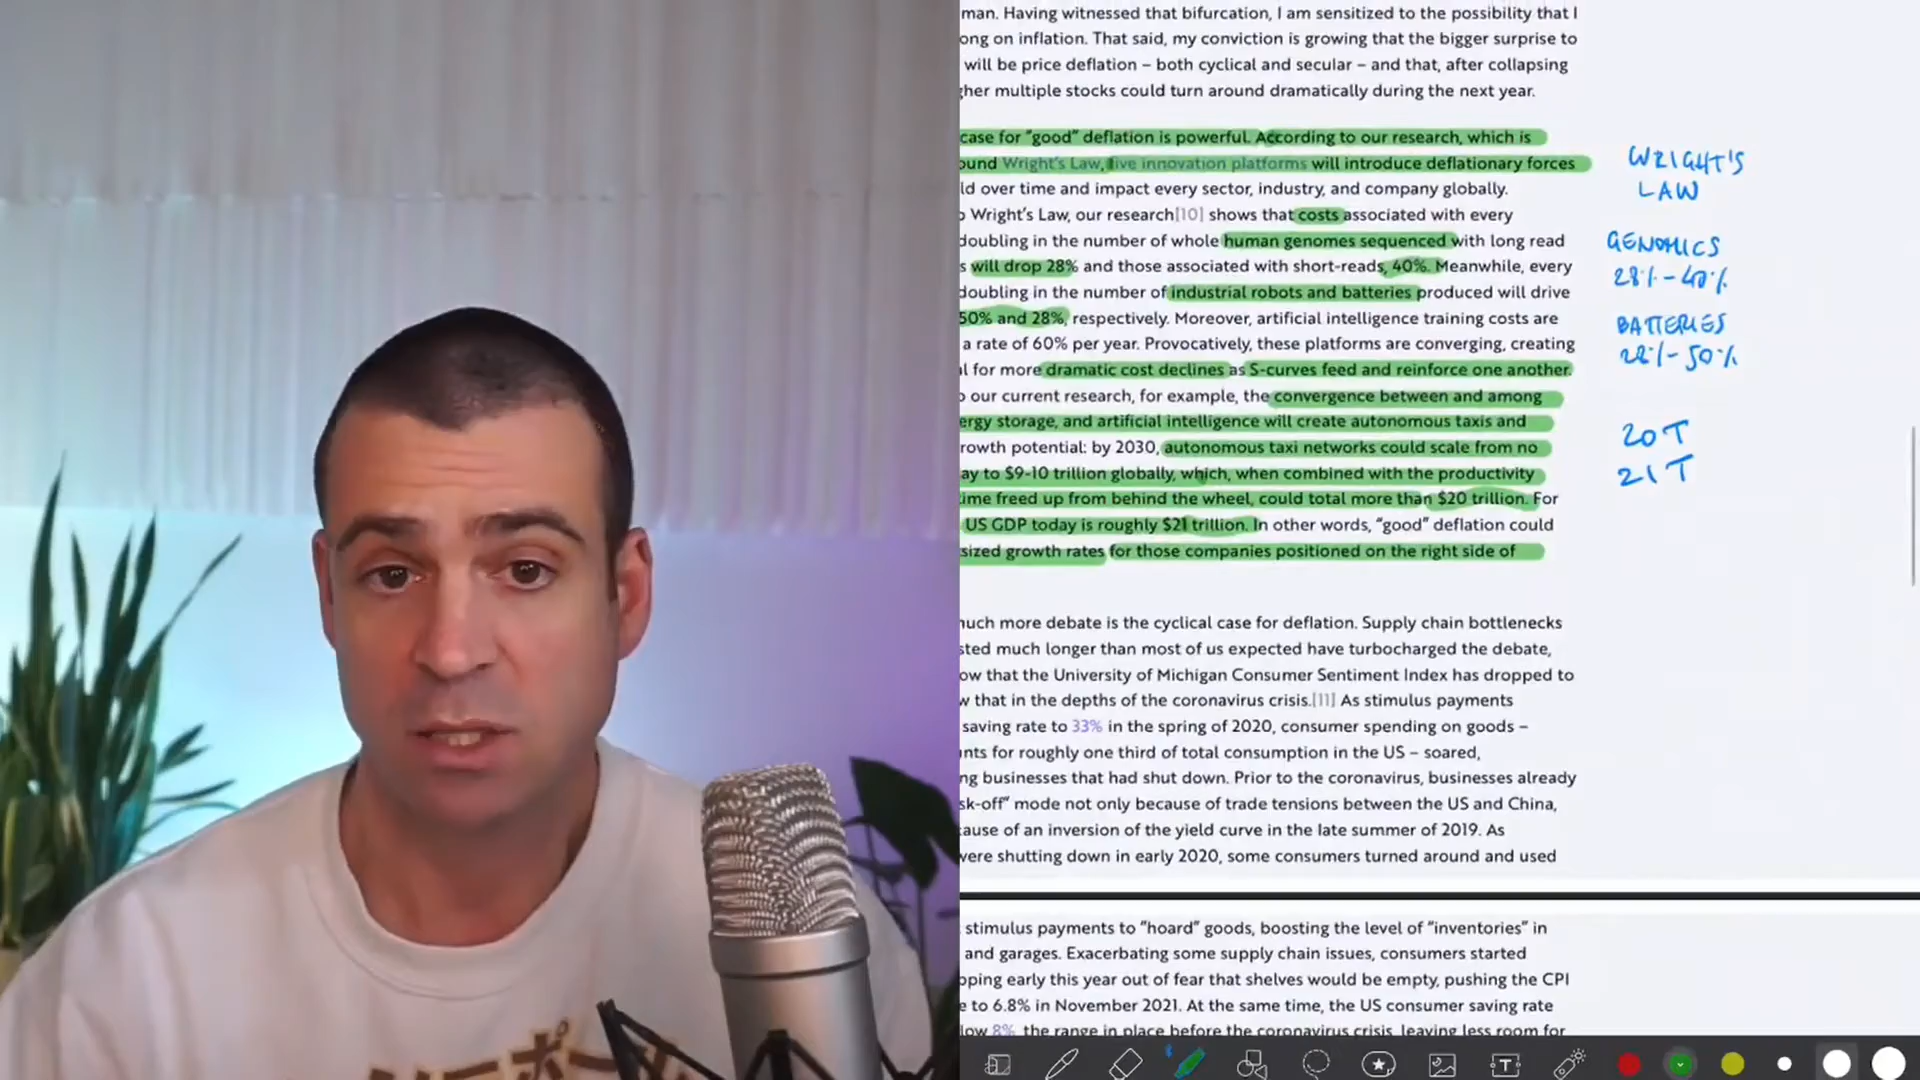 man. Having witnessed that bifurcation, I am sensitized to the possibility that I
ong on inflation. That said, my conviction is growing that the bigger surprise to
will be price deflation – both cyclical and secular – and that, after collapsing
gher multiple stocks could turn around dramatically during the next year.
case for "good" deflation is powerful. According to our research, which is
ound Wright's Law, five innovation platforms will introduce deflationary forces
ld over time and impact every sector, industry, and company globally.
o Wright's Law, our research[10] shows that costs associated with every
doubling in the number of whole human genomes sequenced with long read
s will drop 28% and those associated with short-reads, 40%. Meanwhile, every
doubling in the number of industrial robots and batteries produced will drive
50% and 28%, respectively. Moreover, artificial intelligence training costs are
a rate of 60% per year. Provocatively, these platforms are converging, creating
l for more dramatic cost declines as S-curves feed and reinforce one another.
o our current research, for example, the convergence between and among
ergy storage, and artificial intelligence will create autonomous taxis and
rowth potential: by 2030, autonomous taxi networks could scale from no
ay to $9-10 trillion globally, which, when combined with the productivity
ime freed up from behind the wheel, could total more than $20 trillion. For
US GDP today is roughly $21 trillion. In other words, "good" deflation could
sized growth rates for those companies positioned on the right side of
WRIGHT'S
LAW
GENOMICS
28%-40%
BATTERIES
28%-50%
20T
21T
much more debate is the cyclical case for deflation. Supply chain bottlenecks
sted much longer than most of us expected have turbocharged the debate,
ow that the University of Michigan Consumer Sentiment Index has dropped to
w that in the depths of the coronavirus crisis.[11] As stimulus payments
saving rate to 33% in the spring of 2020, consumer spending on goods –
nts for roughly one third of total consumption in the US – soared,
ng businesses that had shut down. Prior to the coronavirus, businesses already
sk-off" mode not only because of trade tensions between the US and China,
cause of an inversion of the yield curve in the late summer of 2019. As
were shutting down in early 2020, some consumers turned around and used
stimulus payments to "hoard" goods, boosting the level of "inventories" in
and garages. Exacerbating some supply chain issues, consumers started
pping early this year out of fear that shelves would be empty, pushing the CPI
e to 6.8% in November 2021. At the same time, the US consumer saving rate
low 8%, the range in place before the coronavirus crisis, leaving less room for